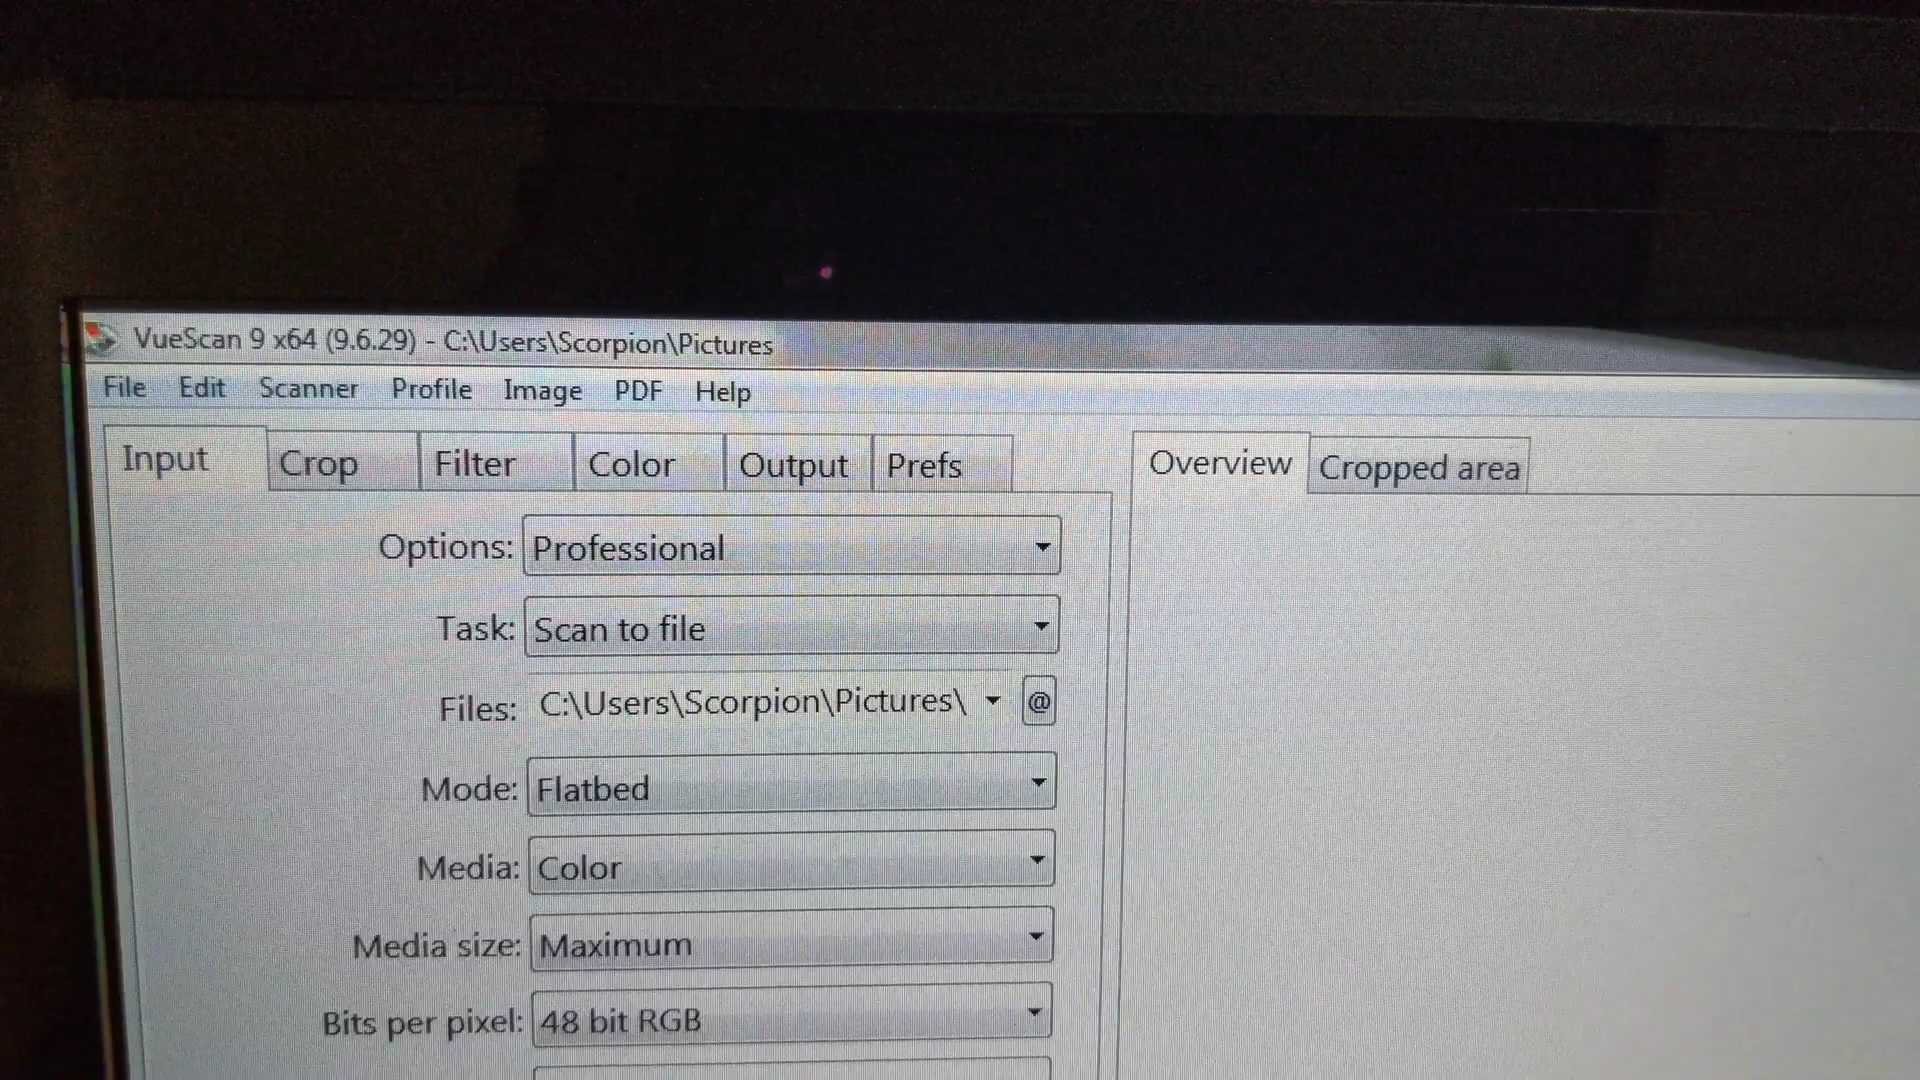 VueScan 9 x64 (9.6.29) - C:\Users\Scorpion\Pictures
File Edit Scanner Profile Image PDF Help
Input Crop Filter Color Output Prefs Overview Cropped area
Options: Professional
Task: Scan to file
Files: C:\Users\Scorpion\Pictures\ @
Mode: Flatbed
Media: Color
Media size: Maximum
Bits per pixel: 48 bit RGB